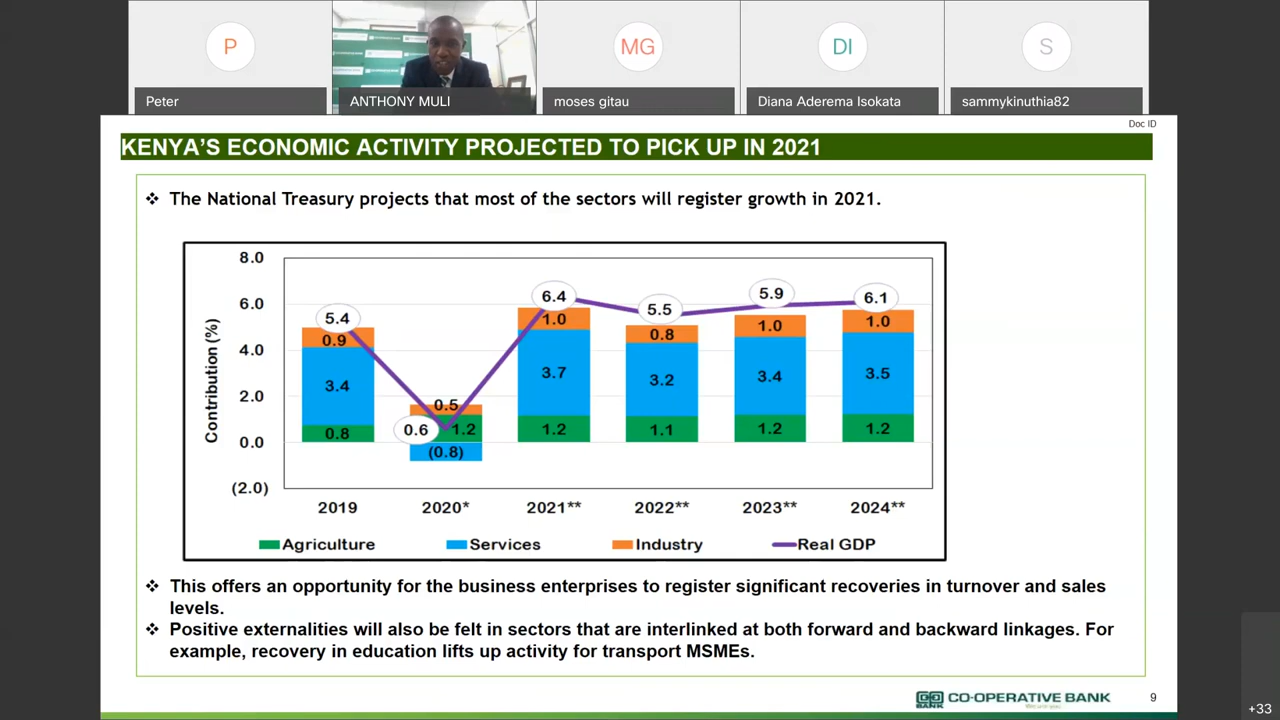 P
MG
DI
S
Peter
ANTHONY MULI
moses gitau
Diana Aderema Isokata
sammykinuthia82
Doc ID
KENYA'S ECONOMIC ACTIVITY PROJECTED TO PICK UP IN 2021
❖ The National Treasury projects that most of the sectors will register growth in 2021.
Contribution (%)
8.0
6.0
4.0
2.0
0.0
(2.0)
5.4
0.9
3.4
0.8
0.5
0.6
1.2
(0.8)
6.4
1.0
3.7
1.2
5.5
0.8
3.2
1.1
5.9
1.0
3.4
1.2
6.1
1.0
3.5
1.2
2019 2020* 2021** 2022** 2023** 2024**
Agriculture Services Industry Real GDP
❖ This offers an opportunity for the business enterprises to register significant recoveries in turnover and sales
levels.
❖ Positive externalities will also be felt in sectors that are interlinked at both forward and backward linkages. For
example, recovery in education lifts up activity for transport MSMEs.
BANK
CO-OPERATIVE BANK
We are you
9
+33